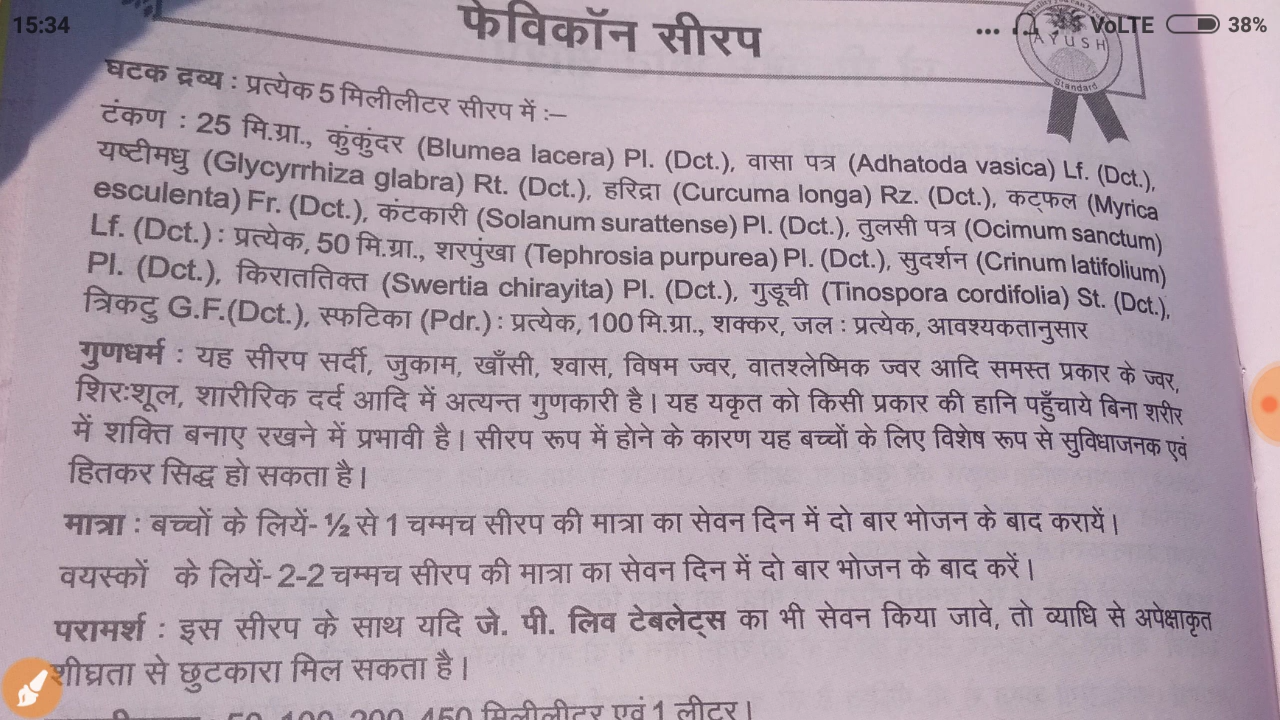 15:34
... VoLTE 38%
फेविकॉन सीरप
AYUSH
Standard
घटक द्रव्य : प्रत्येक 5 मिलीलीटर सीरप में :–
टंकण : 25 मि.ग्रा., कुंकुंदर (Blumea lacera) Pl. (Dct.), वासा पत्र (Adhatoda vasica) Lf. (Dct.),
यष्टीमधु (Glycyrrhiza glabra) Rt. (Dct.), हरिद्रा (Curcuma longa) Rz. (Dct.), कट्फल (Myrica
esculenta) Fr. (Dct.), कंटकारी (Solanum surattense) Pl. (Dct.), तुलसी पत्र (Ocimum sanctum)
Lf. (Dct.) : प्रत्येक, 50 मि.ग्रा., शरपुंखा (Tephrosia purpurea) Pl. (Dct.), सुदर्शन (Crinum latifolium)
Pl. (Dct.), किराततिक्त (Swertia chirayita) Pl. (Dct.), गुडूची (Tinospora cordifolia) St. (Dct.),
त्रिकटु G.F.(Dct.), स्फटिका (Pdr.) : प्रत्येक, 100 मि.ग्रा., शक्कर, जल : प्रत्येक, आवश्यकतानुसार
गुणधर्म : यह सीरप सर्दी, जुकाम, खाँसी, श्वास, विषम ज्वर, वातश्लेष्मिक ज्वर आदि समस्त प्रकार के ज्वर,
शिरःशूल, शारीरिक दर्द आदि में अत्यन्त गुणकारी है। यह यकृत को किसी प्रकार की हानि पहुँचाये बिना शरीर
में शक्ति बनाए रखने में प्रभावी है। सीरप रूप में होने के कारण यह बच्चों के लिए विशेष रूप से सुविधाजनक एवं
हितकर सिद्ध हो सकता है।
मात्रा : बच्चों के लियें- ½ से 1 चम्मच सीरप की मात्रा का सेवन दिन में दो बार भोजन के बाद करायें।
वयस्कों के लियें- 2-2 चम्मच सीरप की मात्रा का सेवन दिन में दो बार भोजन के बाद करें।
परामर्श : इस सीरप के साथ यदि जे. पी. लिव टेबलेट्स का भी सेवन किया जावे, तो व्याधि से अपेक्षाकृत
शीघ्रता से छुटकारा मिल सकता है।
50, 100, 200, 450 मिलीलीटर एवं 1 लीटर।